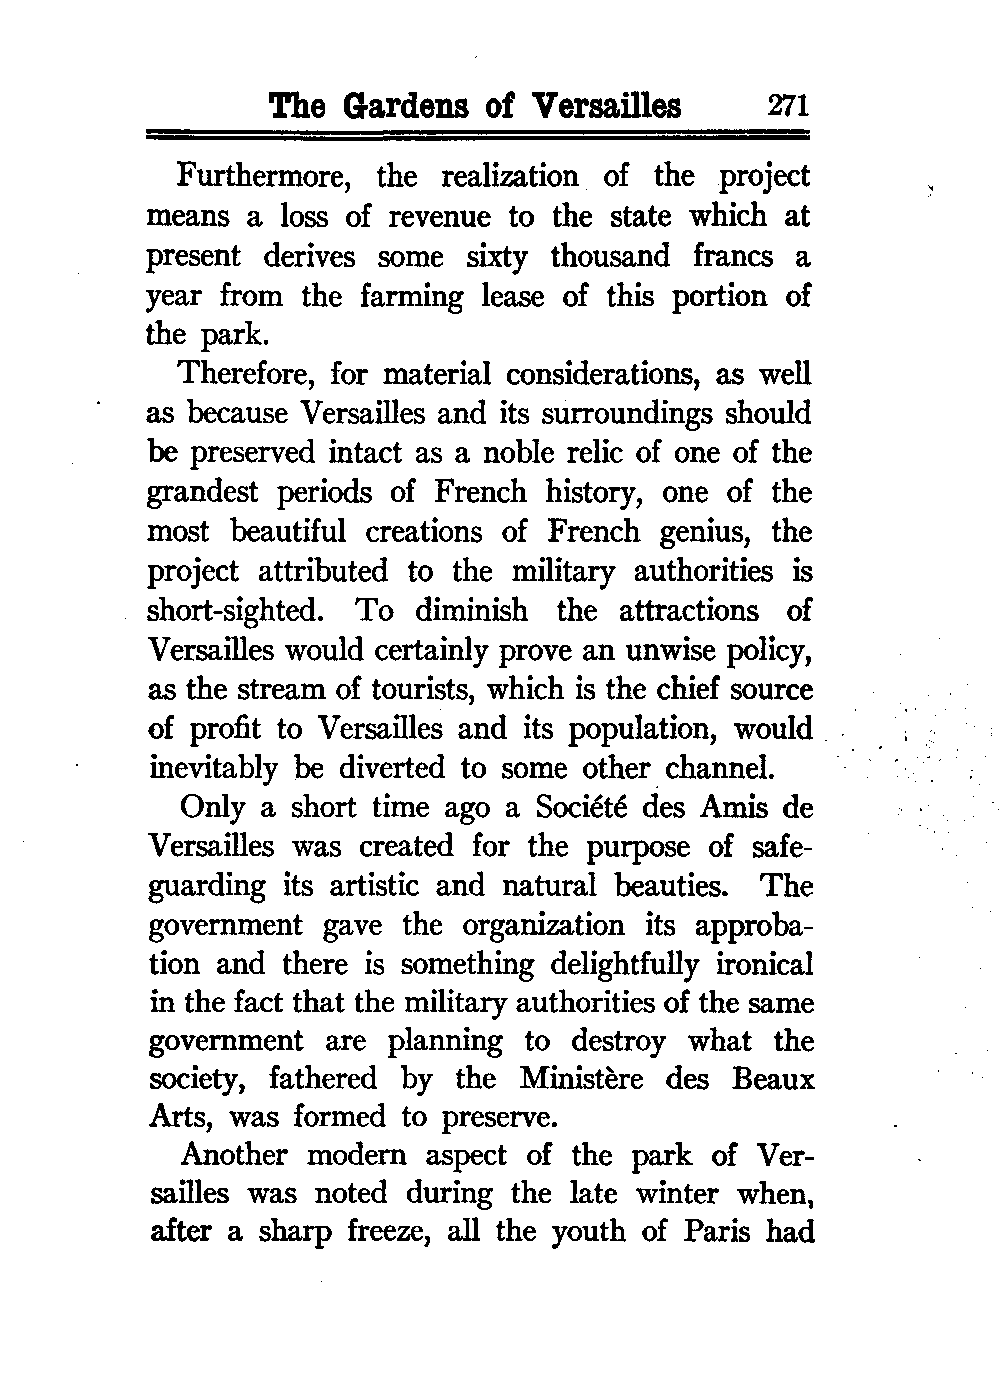 The Gardens of Versailles 271
Furthermore, the realization of the project
means a loss of revenue to the state which at
present derives some sixty thousand francs a
year from the farming lease of this portion of
the park.
Therefore, for material considerations, as well
as because Versailles and its surroundings should
be preserved intact as a noble relic of one of the
grandest periods of French history, one of the
most beautiful creations of French genius, the
project attributed to the military authorities is
short-sighted. To diminish the attractions of
Versailles would certainly prove an unwise policy,
as the stream of tourists, which is the chief source
of profit to Versailles and its population, would
inevitably be diverted to some other channel.
Only a short time ago a Société des Amis de
Versailles was created for the purpose of safe-
guarding its artistic and natural beauties. The
government gave the organization its approba-
tion and there is something delightfully ironical
in the fact that the military authorities of the same
government are planning to destroy what the
society, fathered by the Ministère des Beaux
Arts, was formed to preserve.
Another modern aspect of the park of Ver-
sailles was noted during the late winter when,
after a sharp freeze, all the youth of Paris had